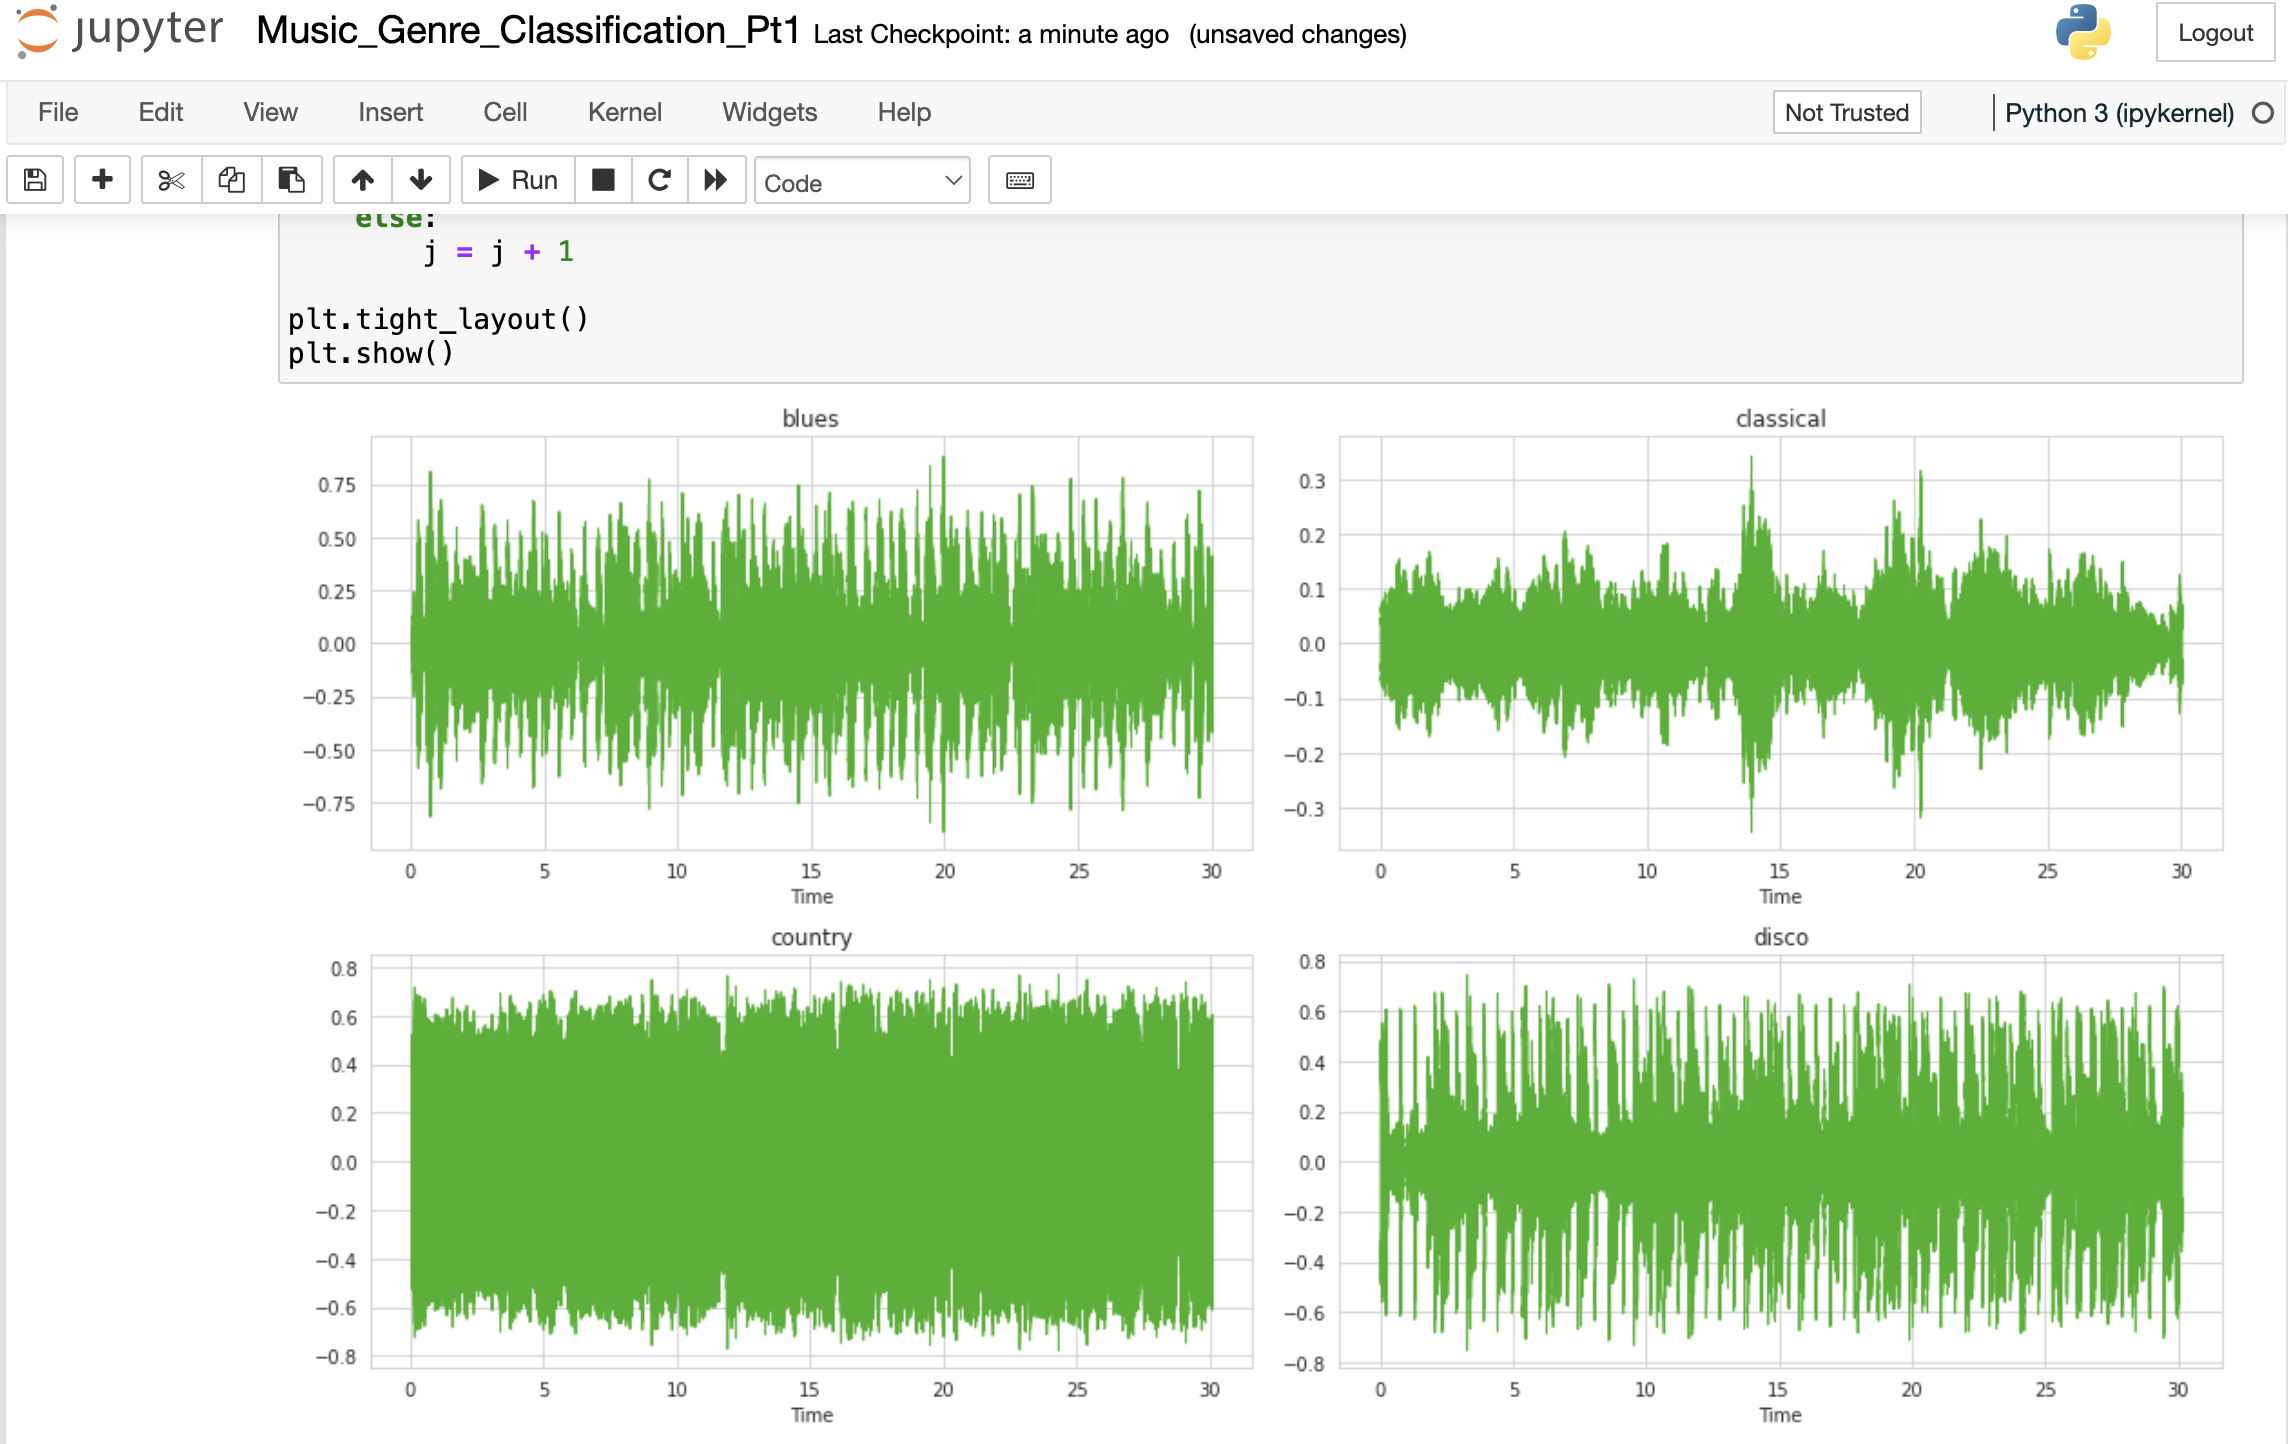 jupyter Music_Genre_Classification_Pt1 Last Checkpoint: a minute ago (unsaved changes) Logout
File Edit View Insert Cell Kernel Widgets Help Not Trusted Python 3 (ipykernel)
Run Code
else:
j = j + 1
plt.tight_layout()
plt.show()
blues
0.75
0.50
0.25
0.00
−0.25
−0.50
−0.75
0 5 10 15 20 25 30
Time
classical
0.3
0.2
0.1
0.0
−0.1
−0.2
−0.3
0 5 10 15 20 25 30
Time
country
0.8
0.6
0.4
0.2
0.0
−0.2
−0.4
−0.6
−0.8
0 5 10 15 20 25 30
Time
disco
0.8
0.6
0.4
0.2
0.0
−0.2
−0.4
−0.6
−0.8
0 5 10 15 20 25 30
Time